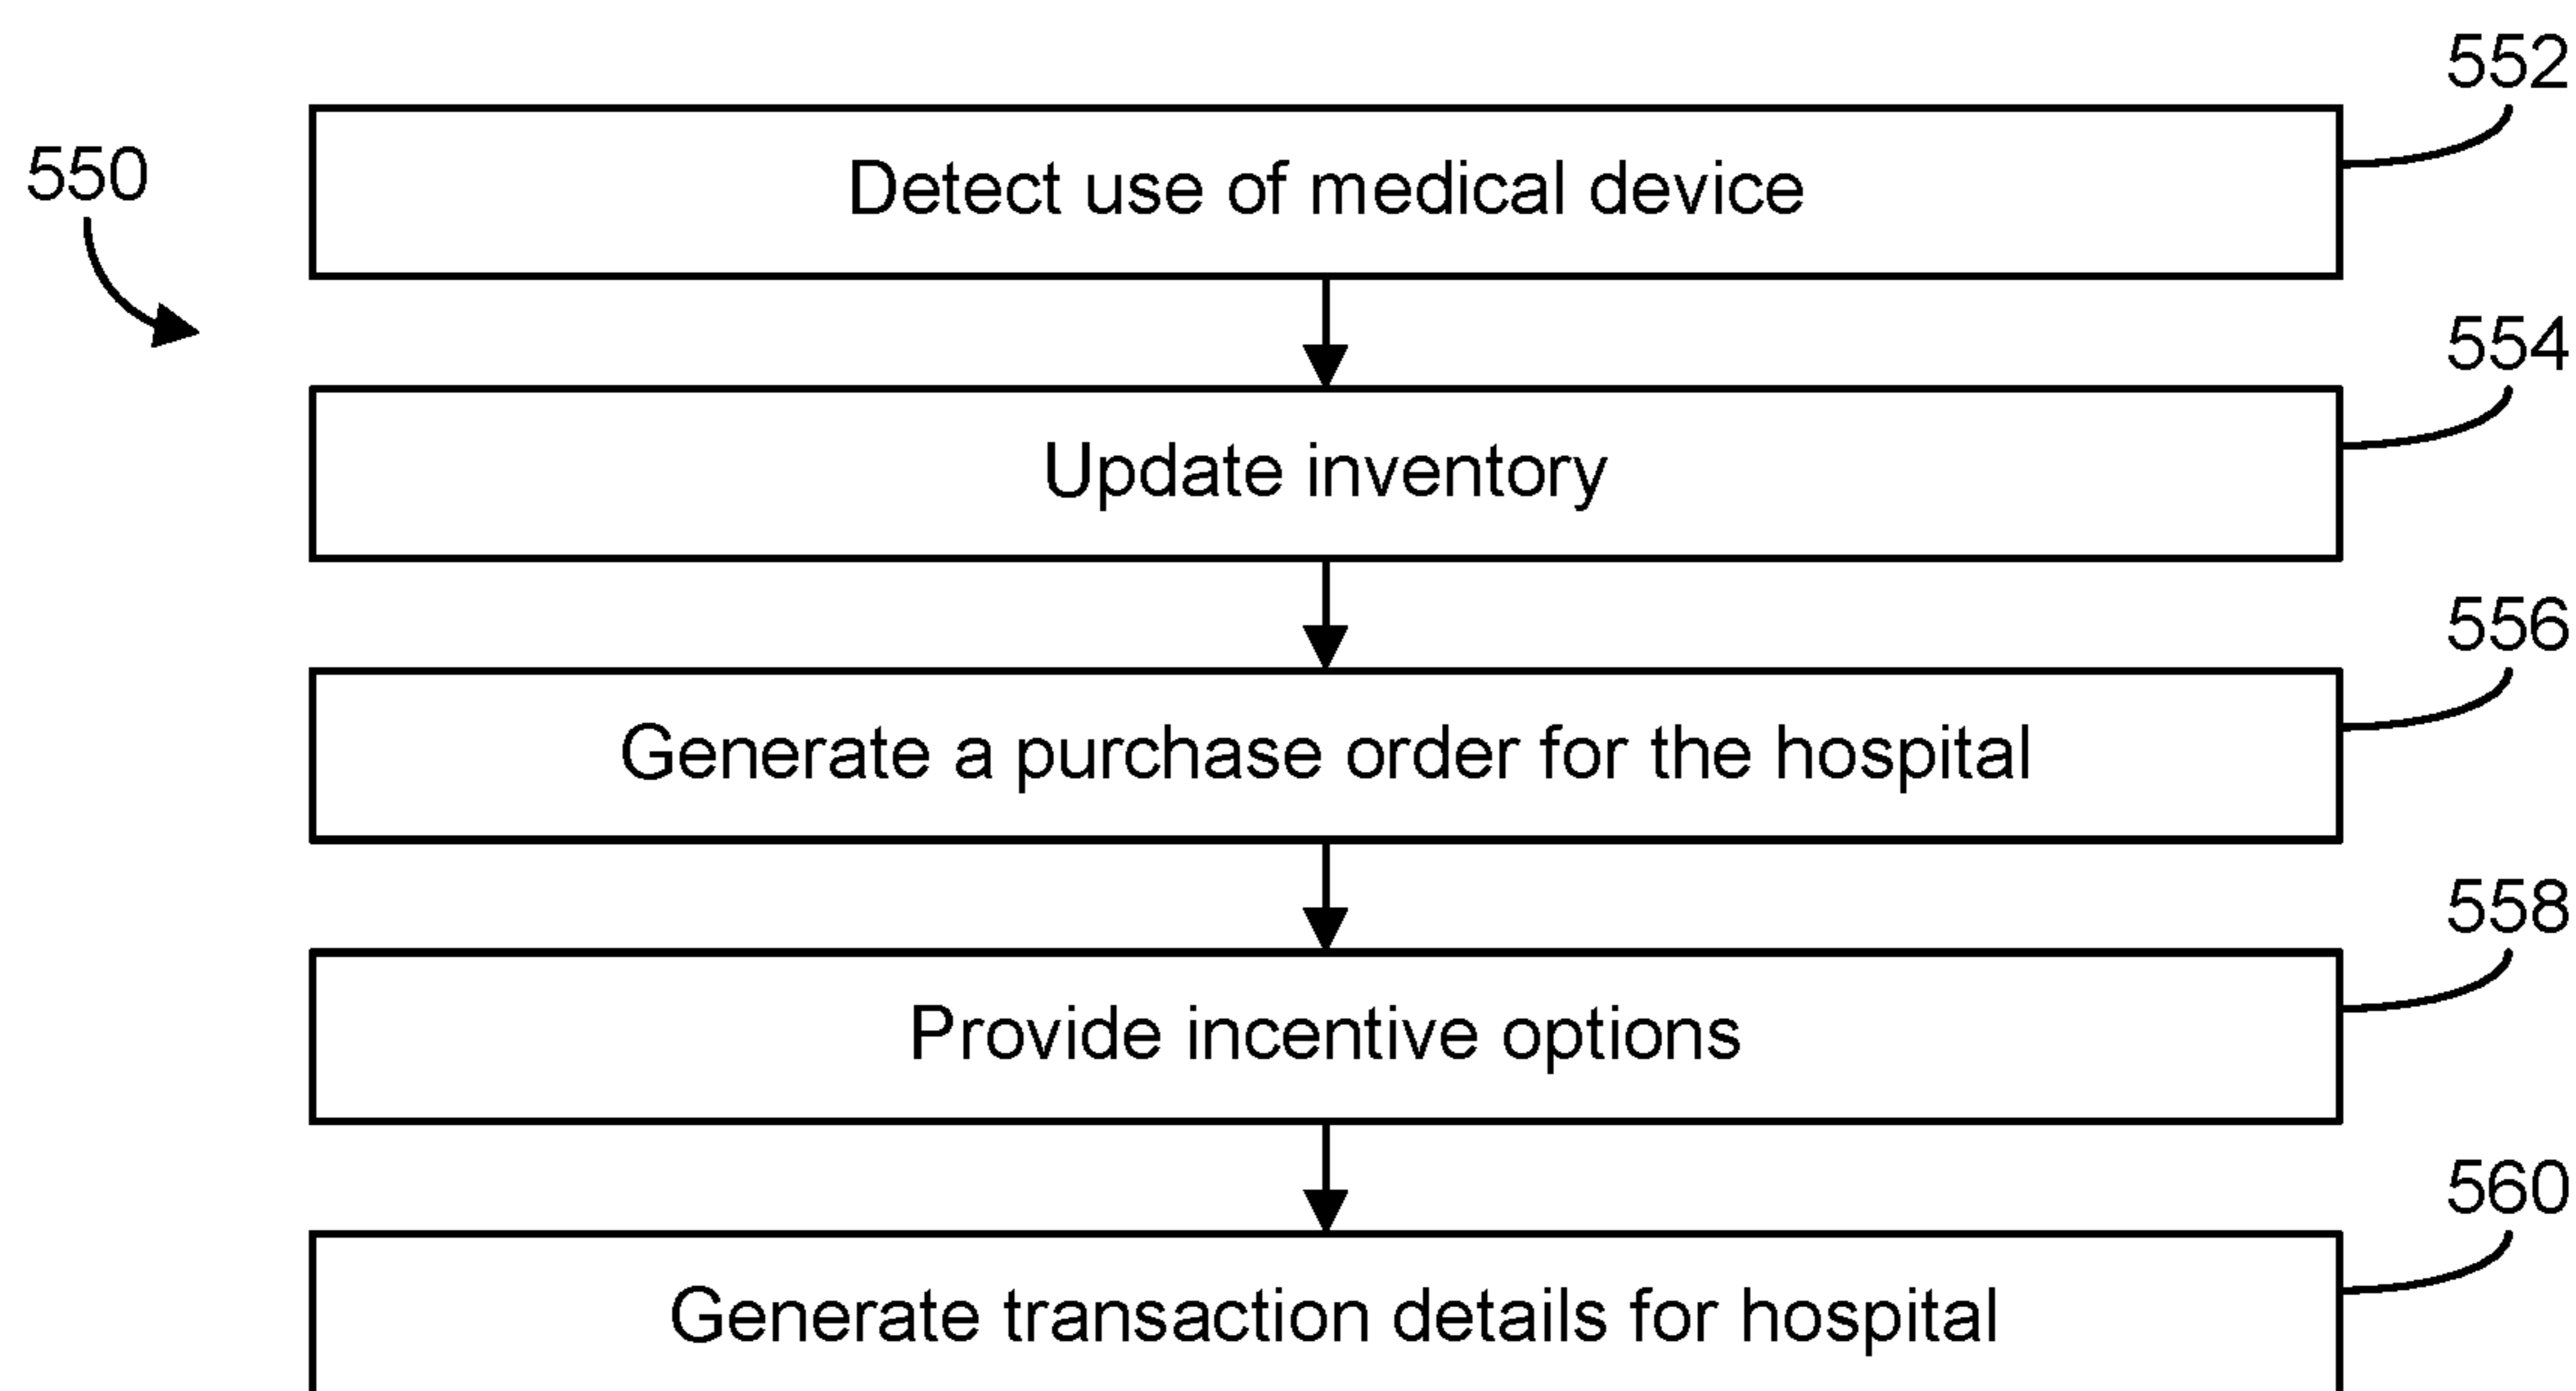 552
550
Detect use of medical device
554
Update inventory
556
Generate a purchase order for the hospital
558
Provide incentive options
560
Generate transaction details for hospital